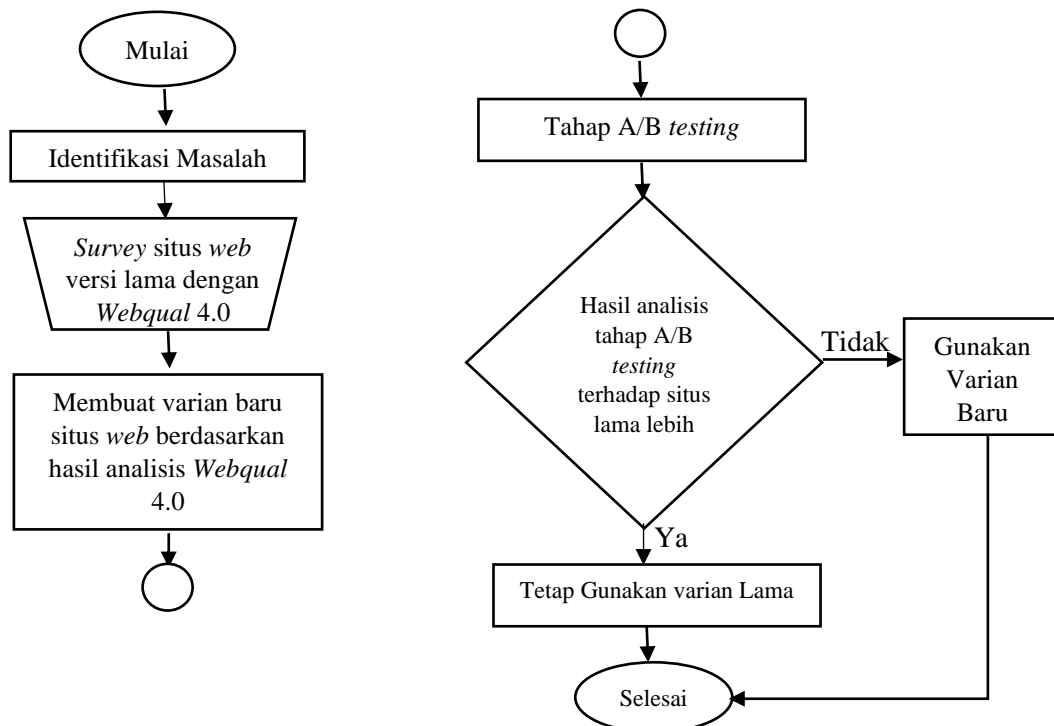 Mulai
Identifikasi Masalah
Survey situs web
versi lama dengan
Webqual 4.0
Membuat varian baru
situs web berdasarkan
hasil analisis Webqual
4.0
Tahap A/B testing
Hasil analisis
tahap A/B
testing
terhadap situs
lama lebih
Tidak
Gunakan
Varian
Baru
Ya
Tetap Gunakan varian Lama
Selesai